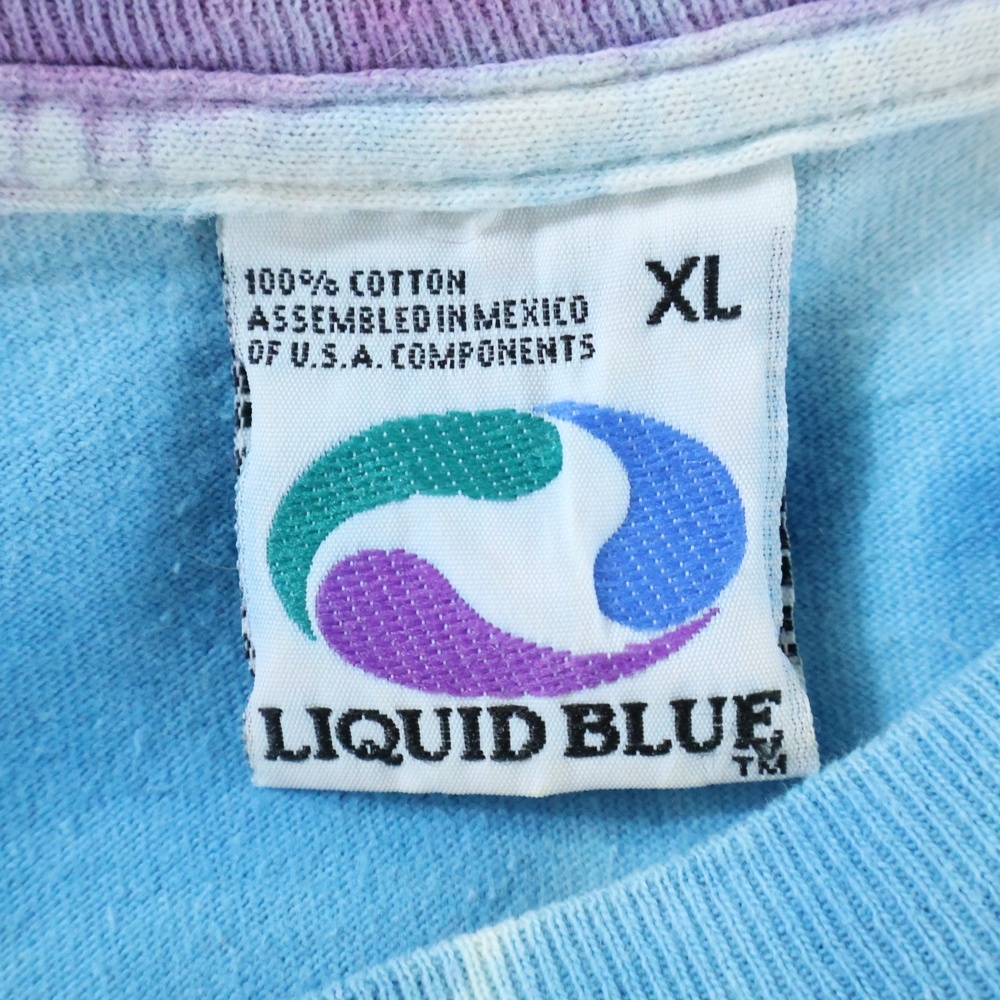 100% COTTON
ASSEMBLED IN MEXICO
OF U.S.A. COMPONENTS
XL
LIQUID BLUE
TM